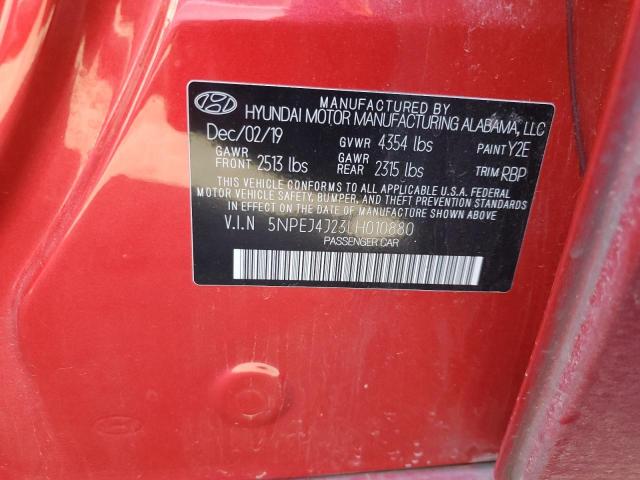 MANUFACTURED BY
HYUNDAI MOTOR MANUFACTURING ALABAMA, LLC
Dec/02/19 GVWR 4354 lbs PAINT Y2E
GAWR FRONT 2513 lbs GAWR REAR 2315 lbs TRIM RBP
THIS VEHICLE CONFORMS TO ALL APPLICABLE U.S.A. FEDERAL
MOTOR VEHICLE SAFETY, BUMPER, AND THEFT PREVENTION STANDARDS
IN EFFECT ON THE DATE OF MANUFACTURE SHOWN ABOVE.
V.I.N 5NPEJ4J23LH010880
PASSENGER CAR